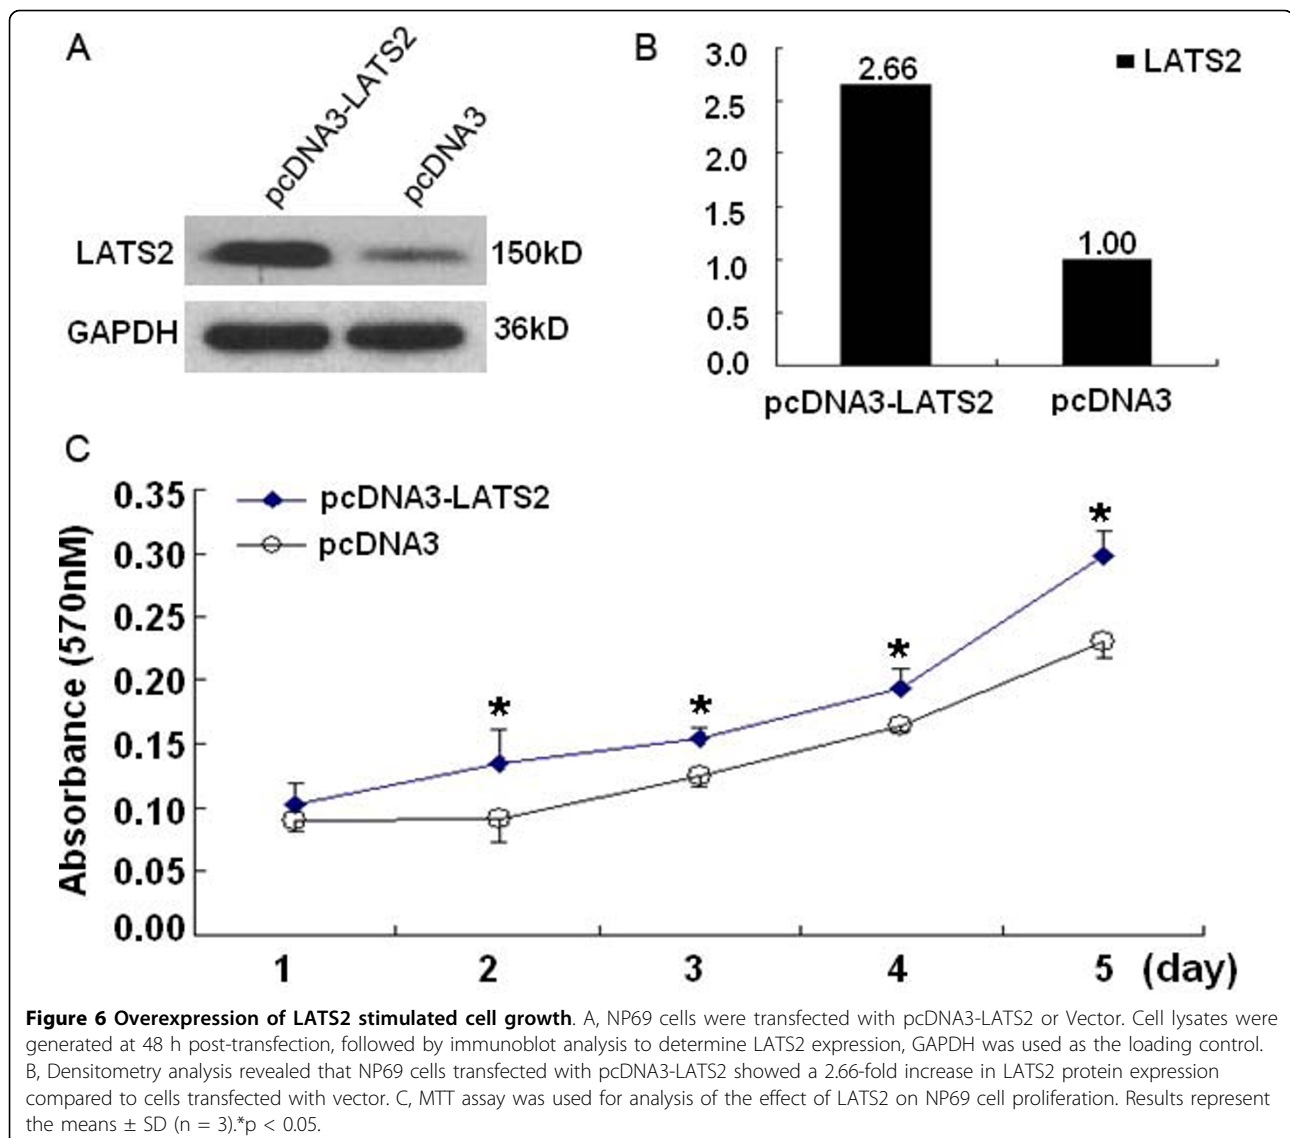 A
pcDNA3-LATS2
pcDNA3
LATS2
150kD
GAPDH
36kD
B
3.0
2.5
2.0
1.5
1.0
0.5
0.0
2.66
1.00
LATS2
pcDNA3-LATS2
pcDNA3
C
Absorbance (570nM)
0.35
0.30
0.25
0.20
0.15
0.10
0.05
0.00
pcDNA3-LATS2
pcDNA3
*
*
*
*
1 2 3 4 5 (day)
Figure 6 Overexpression of LATS2 stimulated cell growth. A, NP69 cells were transfected with pcDNA3-LATS2 or Vector. Cell lysates were
generated at 48 h post-transfection, followed by immunoblot analysis to determine LATS2 expression, GAPDH was used as the loading control.
B, Densitometry analysis revealed that NP69 cells transfected with pcDNA3-LATS2 showed a 2.66-fold increase in LATS2 protein expression
compared to cells transfected with vector. C, MTT assay was used for analysis of the effect of LATS2 on NP69 cell proliferation. Results represent
the means ± SD (n = 3).*p < 0.05.